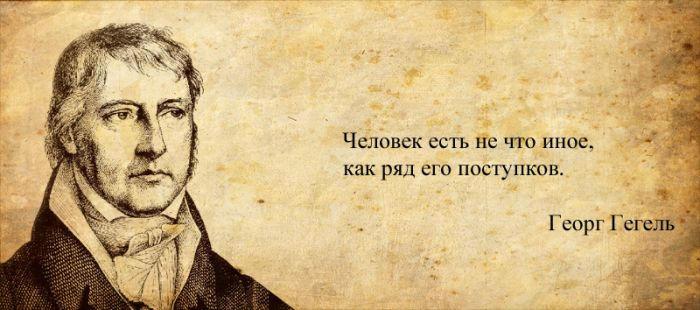 Человек есть не что иное,
как ряд его поступков.
Георг Гегель